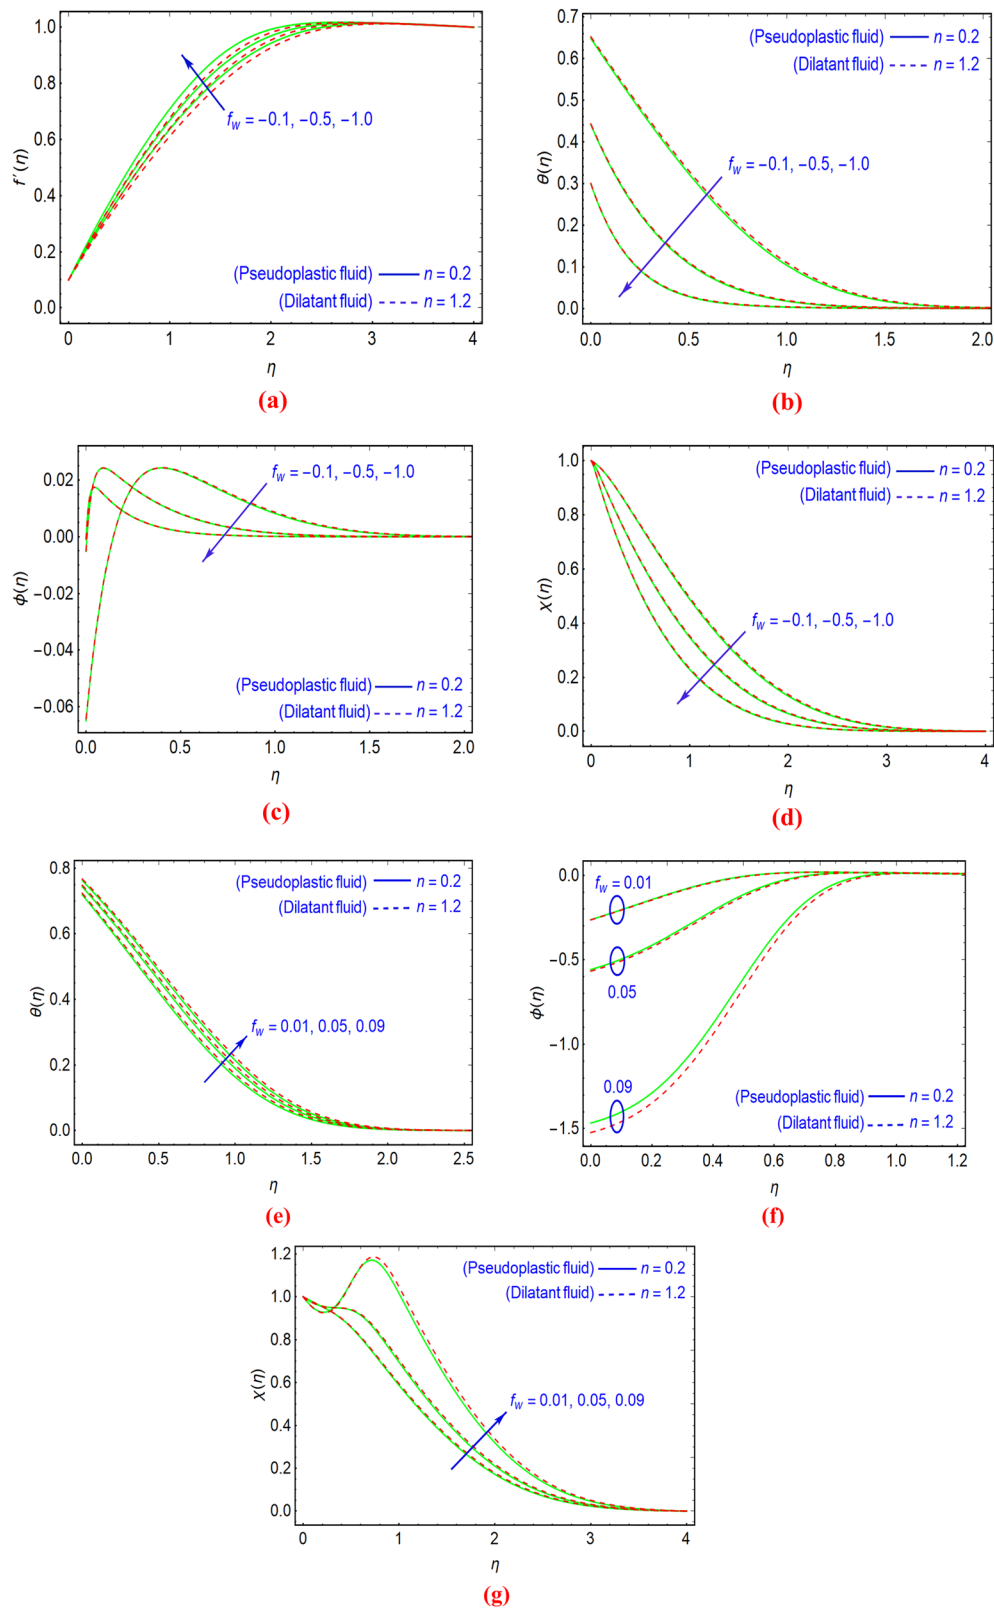 1.0
0.8
0.6
0.4
0.2
0.0
f′(η)
f_W = −0.1, −0.5, −1.0
(Pseudoplastic fluid) n = 0.2
(Dilatant fluid) n = 1.2
0 1 2 3 4
η
(a)
0.7
0.6
0.5
0.4
0.3
0.2
0.1
0.0
θ(η)
(Pseudoplastic fluid) n = 0.2
(Dilatant fluid) n = 1.2
f_W = −0.1, −0.5, −1.0
0.0 0.5 1.0 1.5 2.0
η
(b)
0.02
0.00
−0.02
−0.04
−0.06
ϕ(η)
f_W = −0.1, −0.5, −1.0
(Pseudoplastic fluid) n = 0.2
(Dilatant fluid) n = 1.2
0.0 0.5 1.0 1.5 2.0
η
(c)
1.0
0.8
0.6
0.4
0.2
0.0
χ(η)
(Pseudoplastic fluid) n = 0.2
(Dilatant fluid) n = 1.2
f_W = −0.1, −0.5, −1.0
0 1 2 3 4
η
(d)
0.8
0.6
0.4
0.2
0.0
θ(η)
(Pseudoplastic fluid) n = 0.2
(Dilatant fluid) n = 1.2
f_W = 0.01, 0.05, 0.09
0.0 0.5 1.0 1.5 2.0 2.5
η
(e)
0.0
−0.5
−1.0
−1.5
ϕ(η)
f_W = 0.01
0.05
0.09
(Pseudoplastic fluid) n = 0.2
(Dilatant fluid) n = 1.2
0.0 0.2 0.4 0.6 0.8 1.0 1.2
η
(f)
1.2
1.0
0.8
0.6
0.4
0.2
0.0
χ(η)
(Pseudoplastic fluid) n = 0.2
(Dilatant fluid) n = 1.2
f_W = 0.01, 0.05, 0.09
0 1 2 3 4
η
(g)